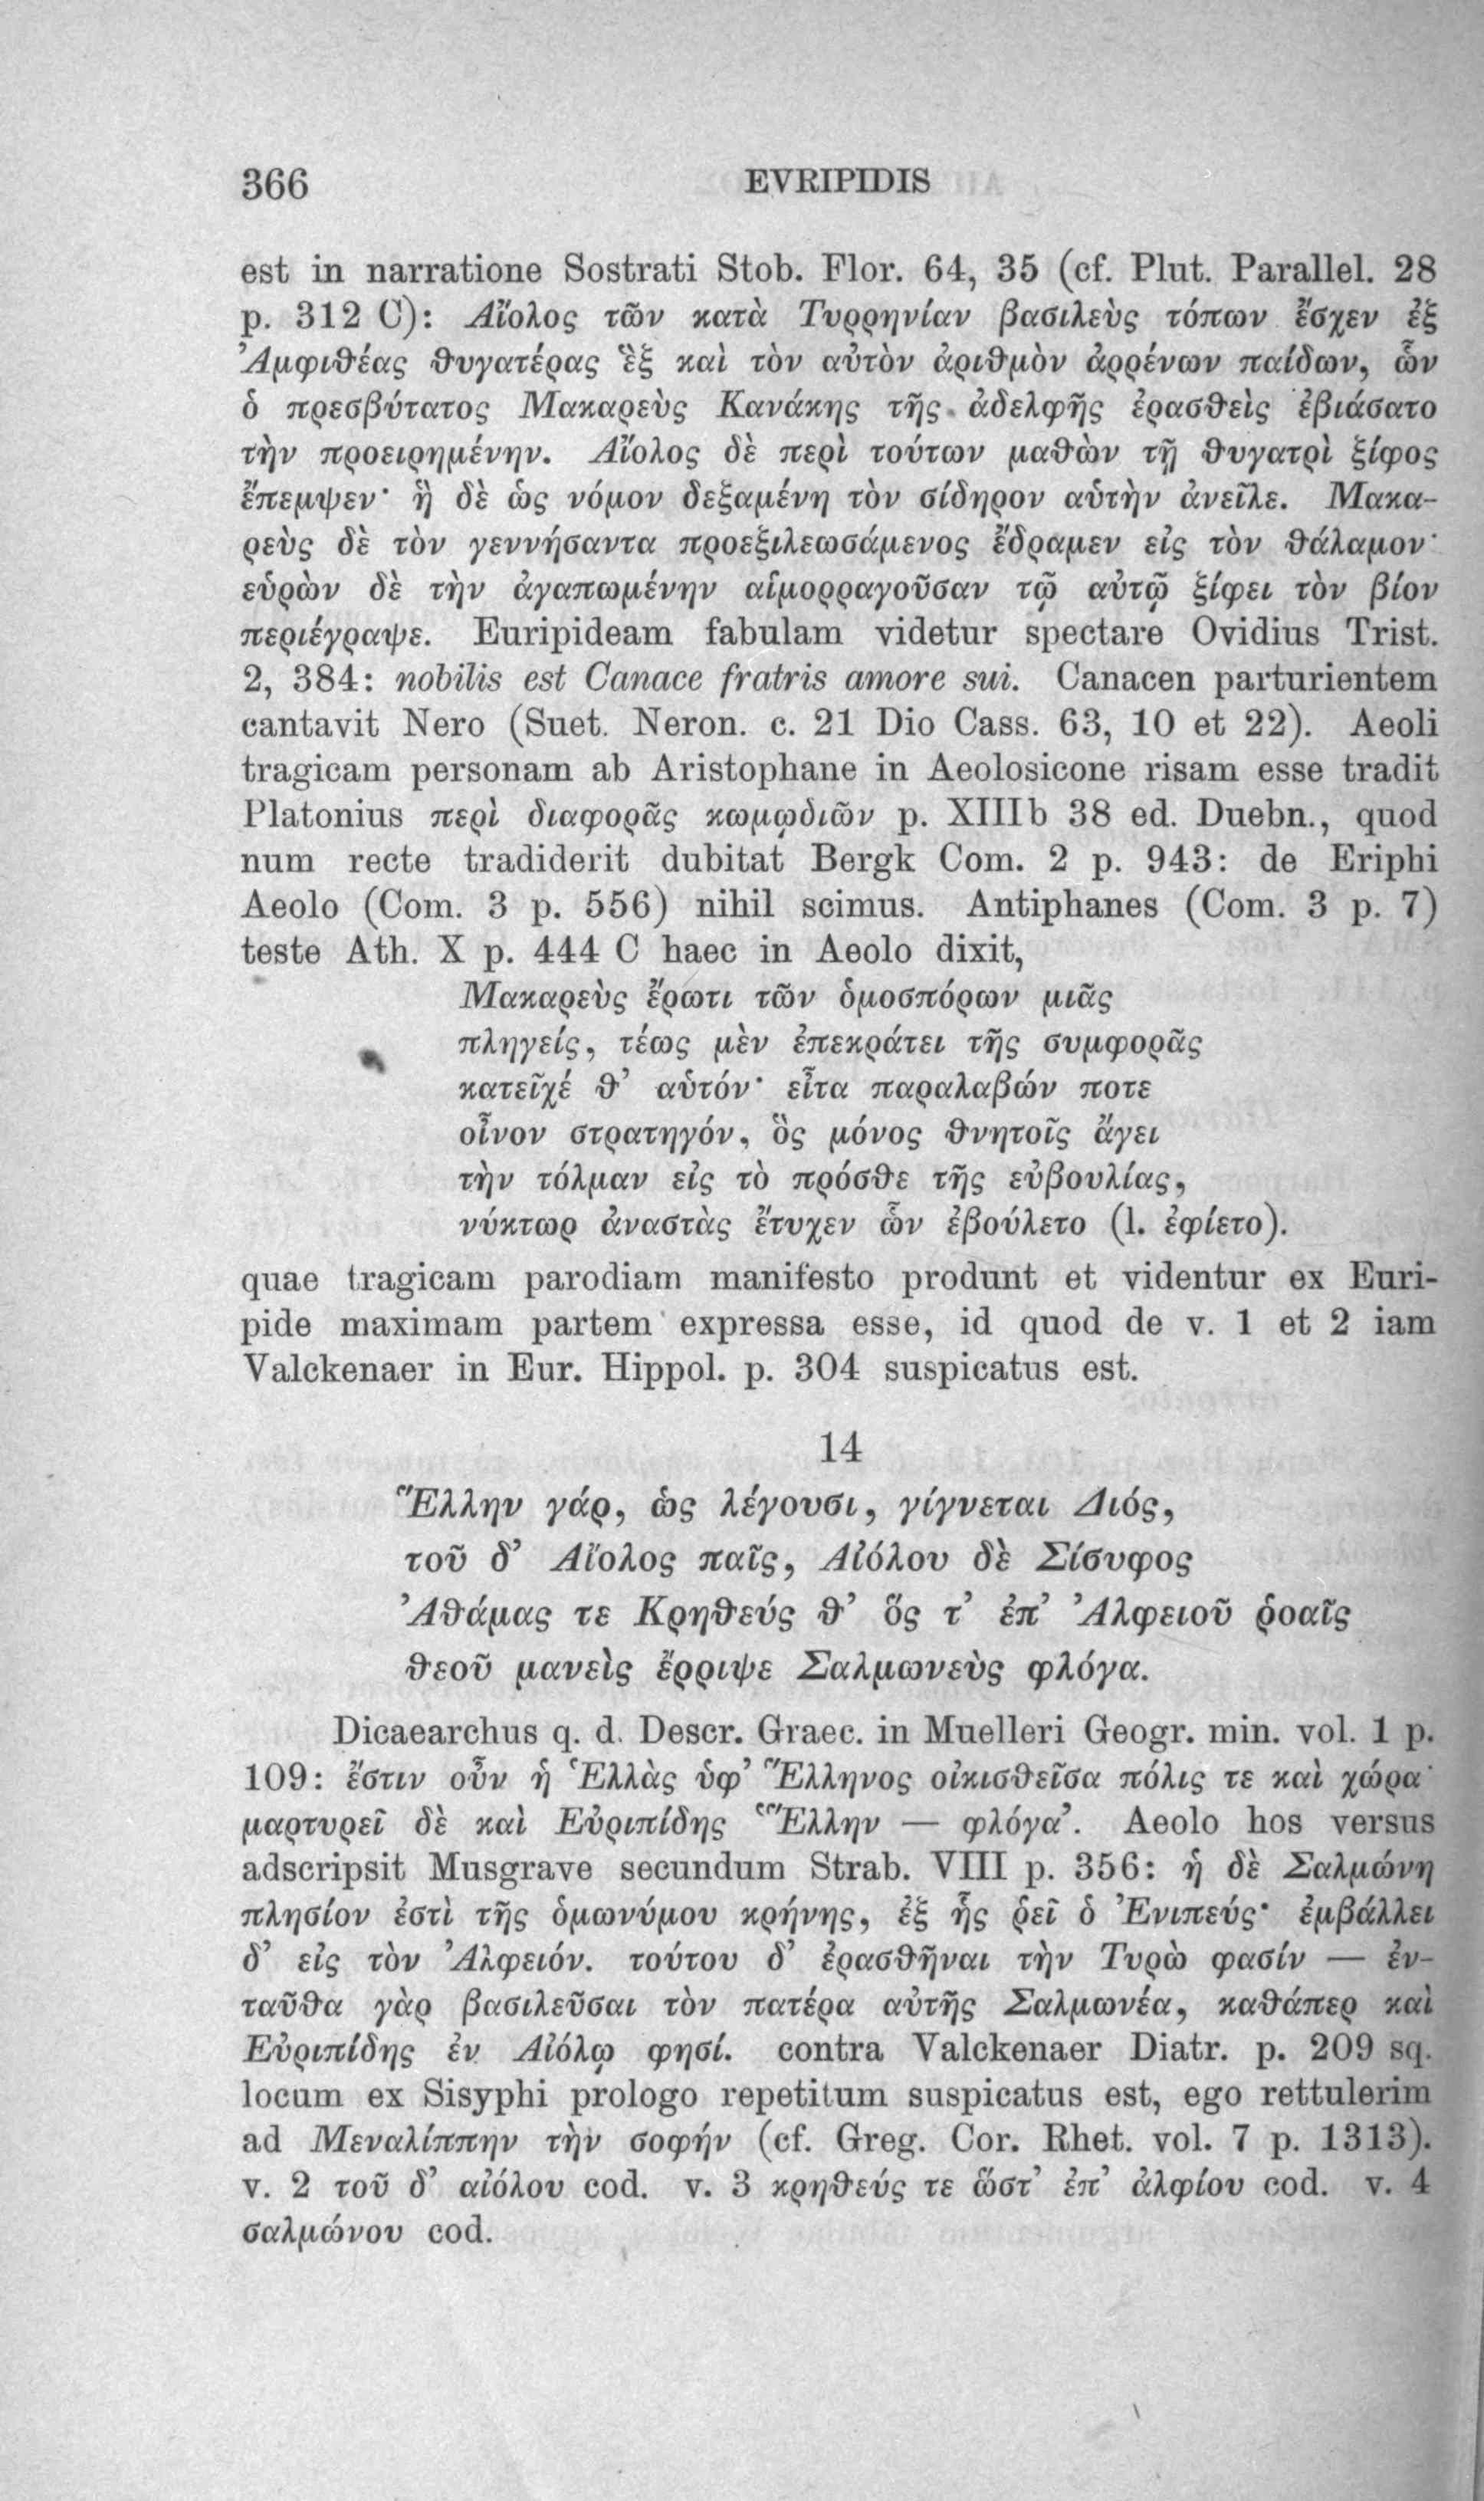 366 EVRIPIDIS
est in narratione Sostrati Stob. Flor. 64, 35 (cf. Plut. Parallel. 28
p. 312 C): Αἴολος τῶν κατὰ Τυρρηνίαν βασιλεὺς τόπων ἔσχεν ἐξ
Ἀμφιθέας θυγατέρας ἓξ καὶ τὸν αὐτὸν ἀριθμὸν ἀρρένων παίδων, ὧν
ὁ πρεσβύτατος Μακαρεὺς Κανάκης τῆς ἀδελφῆς ἐρασθεὶς ἐβιάσατο
τὴν προειρημένην. Αἴολος δὲ περὶ τούτων μαθὼν τῇ θυγατρὶ ξίφος
ἔπεμψεν· ἣ δὲ ὡς νόμον δεξαμένη τὸν σίδηρον αὑτὴν ἀνεῖλε. Μακα-
ρεὺς δὲ τὸν γεννήσαντα προεξιλεωσάμενος ἔδραμεν εἰς τὸν θάλαμον·
εὑρὼν δὲ τὴν ἀγαπωμένην αἱμορραγοῦσαν τῷ αὐτῷ ξίφει τὸν βίον
περιέγραψε. Euripideam fabulam videtur spectare Ovidius Trist.
2, 384: nobilis est Canace fratris amore sui. Canacen parturientem
cantavit Nero (Suet. Neron. c. 21 Dio Cass. 63, 10 et 22). Aeoli
tragicam personam ab Aristophane in Aeolosicone risam esse tradit
Platonius περὶ διαφορᾶς κωμῳδιῶν p. XIIIb 38 ed. Duebn., quod
num recte tradiderit dubitat Bergk Com. 2 p. 943: de Eriphi
Aeolo (Com. 3 p. 556) nihil scimus. Antiphanes (Com. 3 p. 7)
teste Ath. X p. 444 C haec in Aeolo dixit,
Μακαρεὺς ἔρωτι τῶν ὁμοσπόρων μιᾶς
πληγείς, τέως μὲν ἐπεκράτει τῆς συμφορᾶς
κατεῖχέ θ' αὑτόν· εἶτα παραλαβών ποτε
οἶνον στρατηγόν, ὃς μόνος θνητοῖς ἄγει
τὴν τόλμαν εἰς τὸ πρόσθε τῆς εὐβουλίας,
νύκτωρ ἀναστὰς ἔτυχεν ὧν ἐβούλετο (l. ἐφίετο).
quae tragicam parodiam manifesto produnt et videntur ex Euri-
pide maximam partem expressa esse, id quod de v. 1 et 2 iam
Valckenaer in Eur. Hippol. p. 304 suspicatus est.
14
Ἕλλην γάρ, ὡς λέγουσι, γίγνεται Διός,
τοῦ δ' Αἴολος παῖς, Αἰόλου δὲ Σίσυφος
Ἀθάμας τε Κρηθεύς θ' ὅς τ' ἐπ' Ἀλφειοῦ ῥοαῖς
θεοῦ μανεὶς ἔρριψε Σαλμωνεὺς φλόγα.
Dicaearchus q. d. Descr. Graec. in Muelleri Geogr. min. vol. 1 p.
109: ἔστιν οὖν ἡ Ἑλλὰς ὑφ' Ἕλληνος οἰκισθεῖσα πόλις τε καὶ χώρα·
μαρτυρεῖ δὲ καὶ Εὐριπίδης ‘Ἕλλην — φλόγα’. Aeolo hos versus
adscripsit Musgrave secundum Strab. VIII p. 356: ἡ δὲ Σαλμώνη
πλησίον ἐστὶ τῆς ὁμωνύμου κρήνης, ἐξ ἧς ῥεῖ ὁ Ἐνιπεύς· ἐμβάλλει
δ' εἰς τὸν Ἀλφειόν. τούτου δ' ἐρασθῆναι τὴν Τυρὼ φασίν — ἐν-
ταῦθα γὰρ βασιλεῦσαι τὸν πατέρα αὐτῆς Σαλμωνέα, καθάπερ καὶ
Εὐριπίδης ἐν Αἰόλῳ φησί. contra Valckenaer Diatr. p. 209 sq.
locum ex Sisyphi prologo repetitum suspicatus est, ego rettulerim
ad Μεναλίππην τὴν σοφήν (cf. Greg. Cor. Rhet. vol. 7 p. 1313).
v. 2 τοῦ δ' αἰόλου cod. v. 3 κρηθεύς τε ὥστ' ἐπ' ἀλφίου cod. v. 4
σαλμώνου cod.